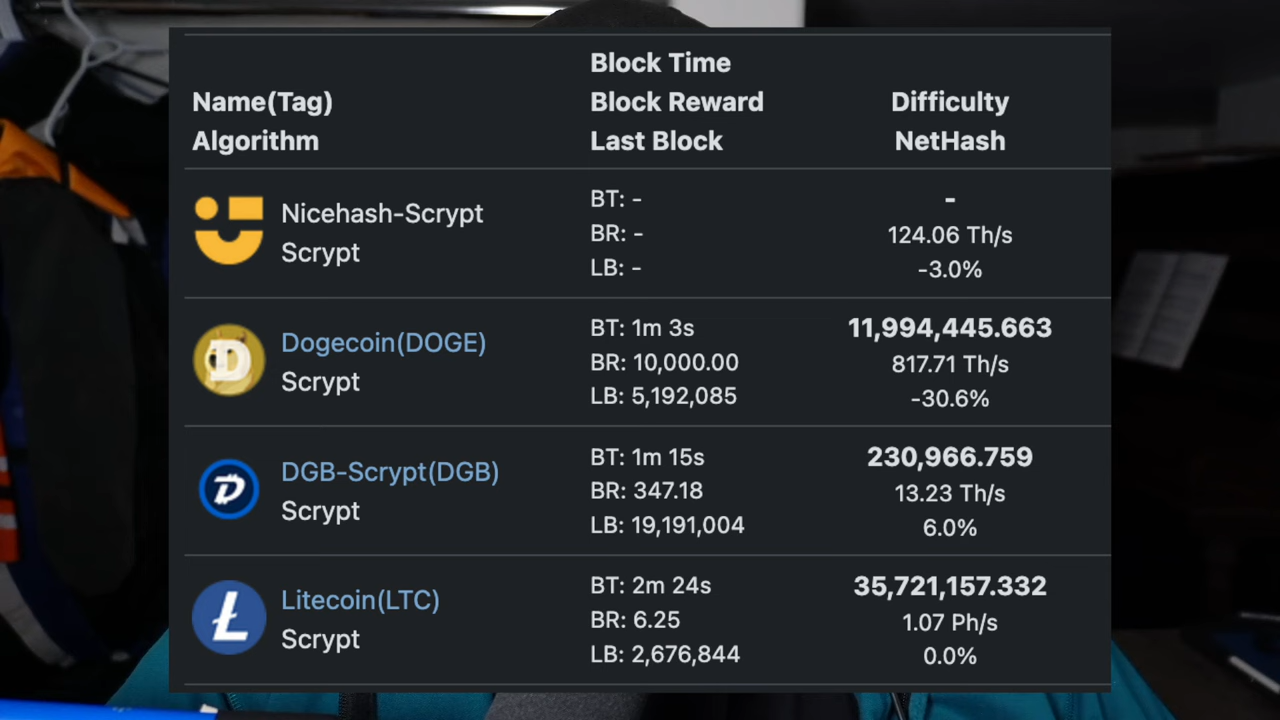 Name(Tag)
Algorithm
Block Time
Block Reward
Last Block
Difficulty
NetHash
Nicehash-Scrypt
Scrypt
BT: -
BR: -
LB: -
-
124.06 Th/s
-3.0%
Dogecoin(DOGE)
Scrypt
BT: 1m 3s
BR: 10,000.00
LB: 5,192,085
11,994,445.663
817.71 Th/s
-30.6%
DGB-Scrypt(DGB)
Scrypt
BT: 1m 15s
BR: 347.18
LB: 19,191,004
230,966.759
13.23 Th/s
6.0%
Litecoin(LTC)
Scrypt
BT: 2m 24s
BR: 6.25
LB: 2,676,844
35,721,157.332
1.07 Ph/s
0.0%